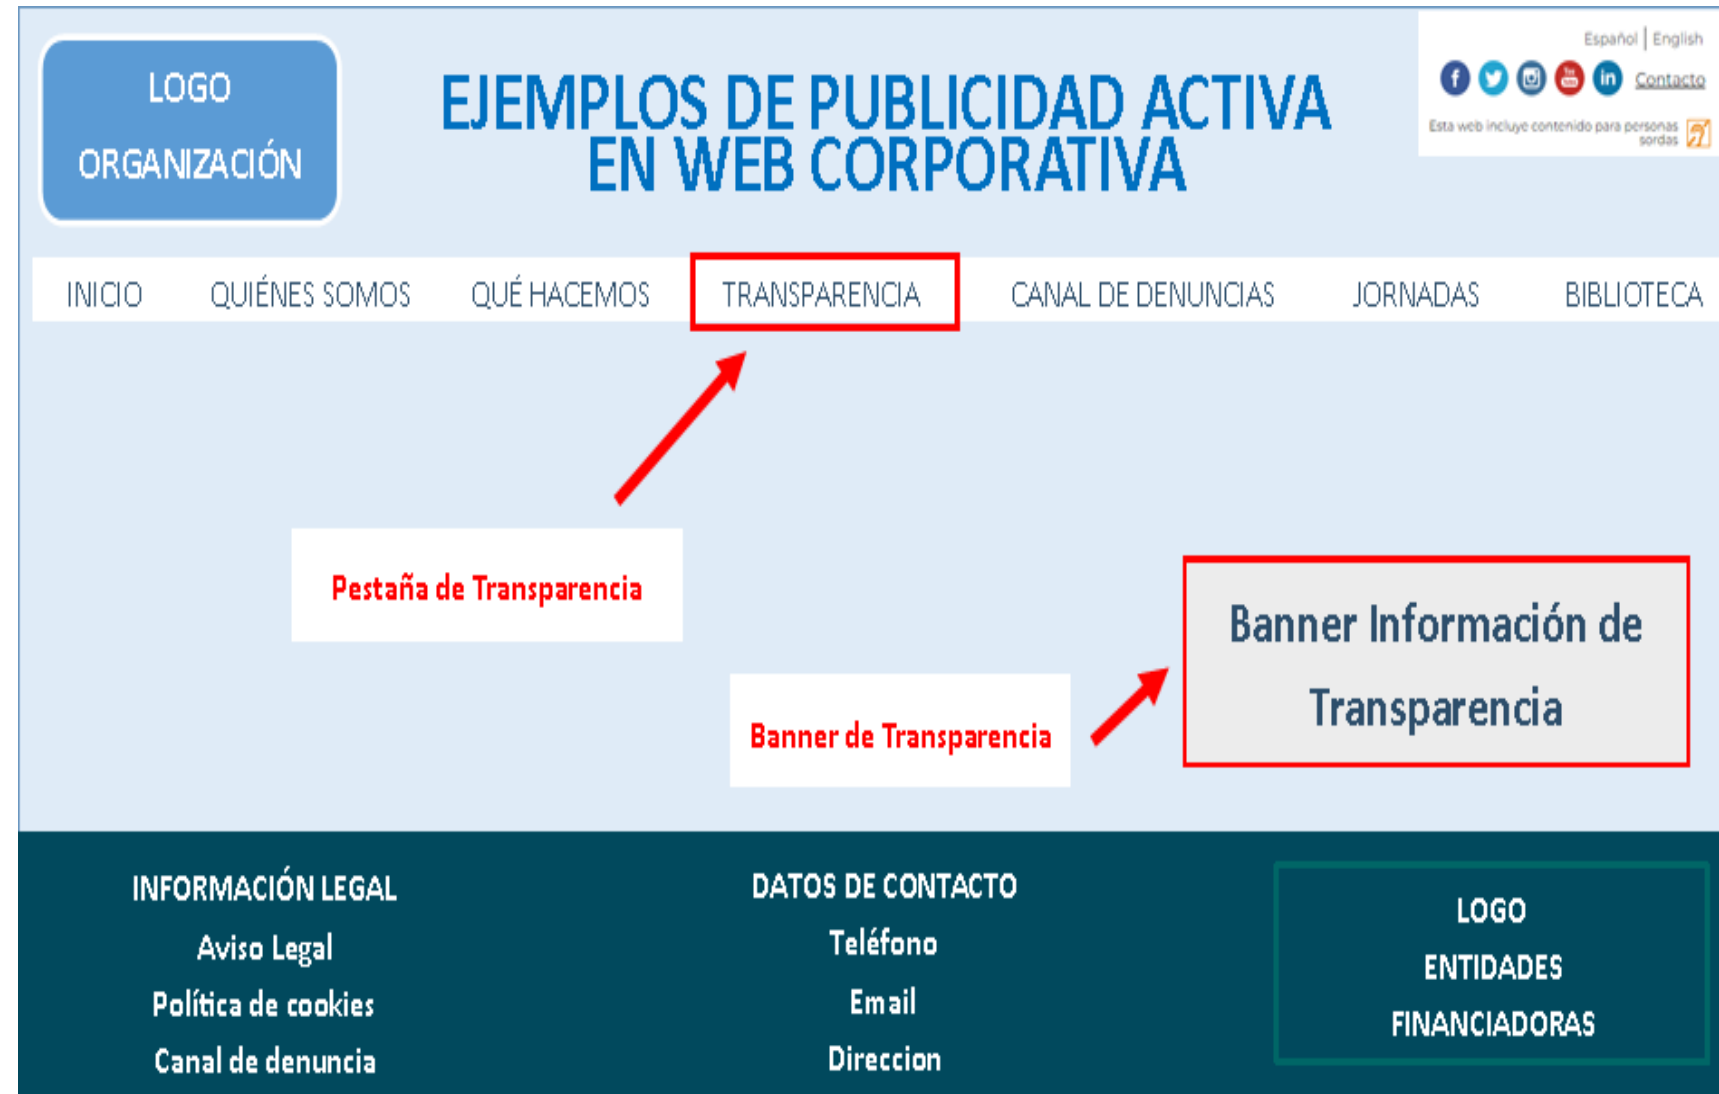 LOGO
ORGANIZACIÓN
EJEMPLOS DE PUBLICIDAD ACTIVA
EN WEB CORPORATIVA
Español | English
Contacto
Esta web incluye contenido para personas
sordas
INICIO QUIÉNES SOMOS QUÉ HACEMOS TRANSPARENCIA CANAL DE DENUNCIAS JORNADAS BIBLIOTECA
Pestaña de Transparencia
Banner Información de
Transparencia
Banner de Transparencia
INFORMACIÓN LEGAL
Aviso Legal
Política de cookies
Canal de denuncia
DATOS DE CONTACTO
Teléfono
Email
Direccion
LOGO
ENTIDADES
FINANCIADORAS